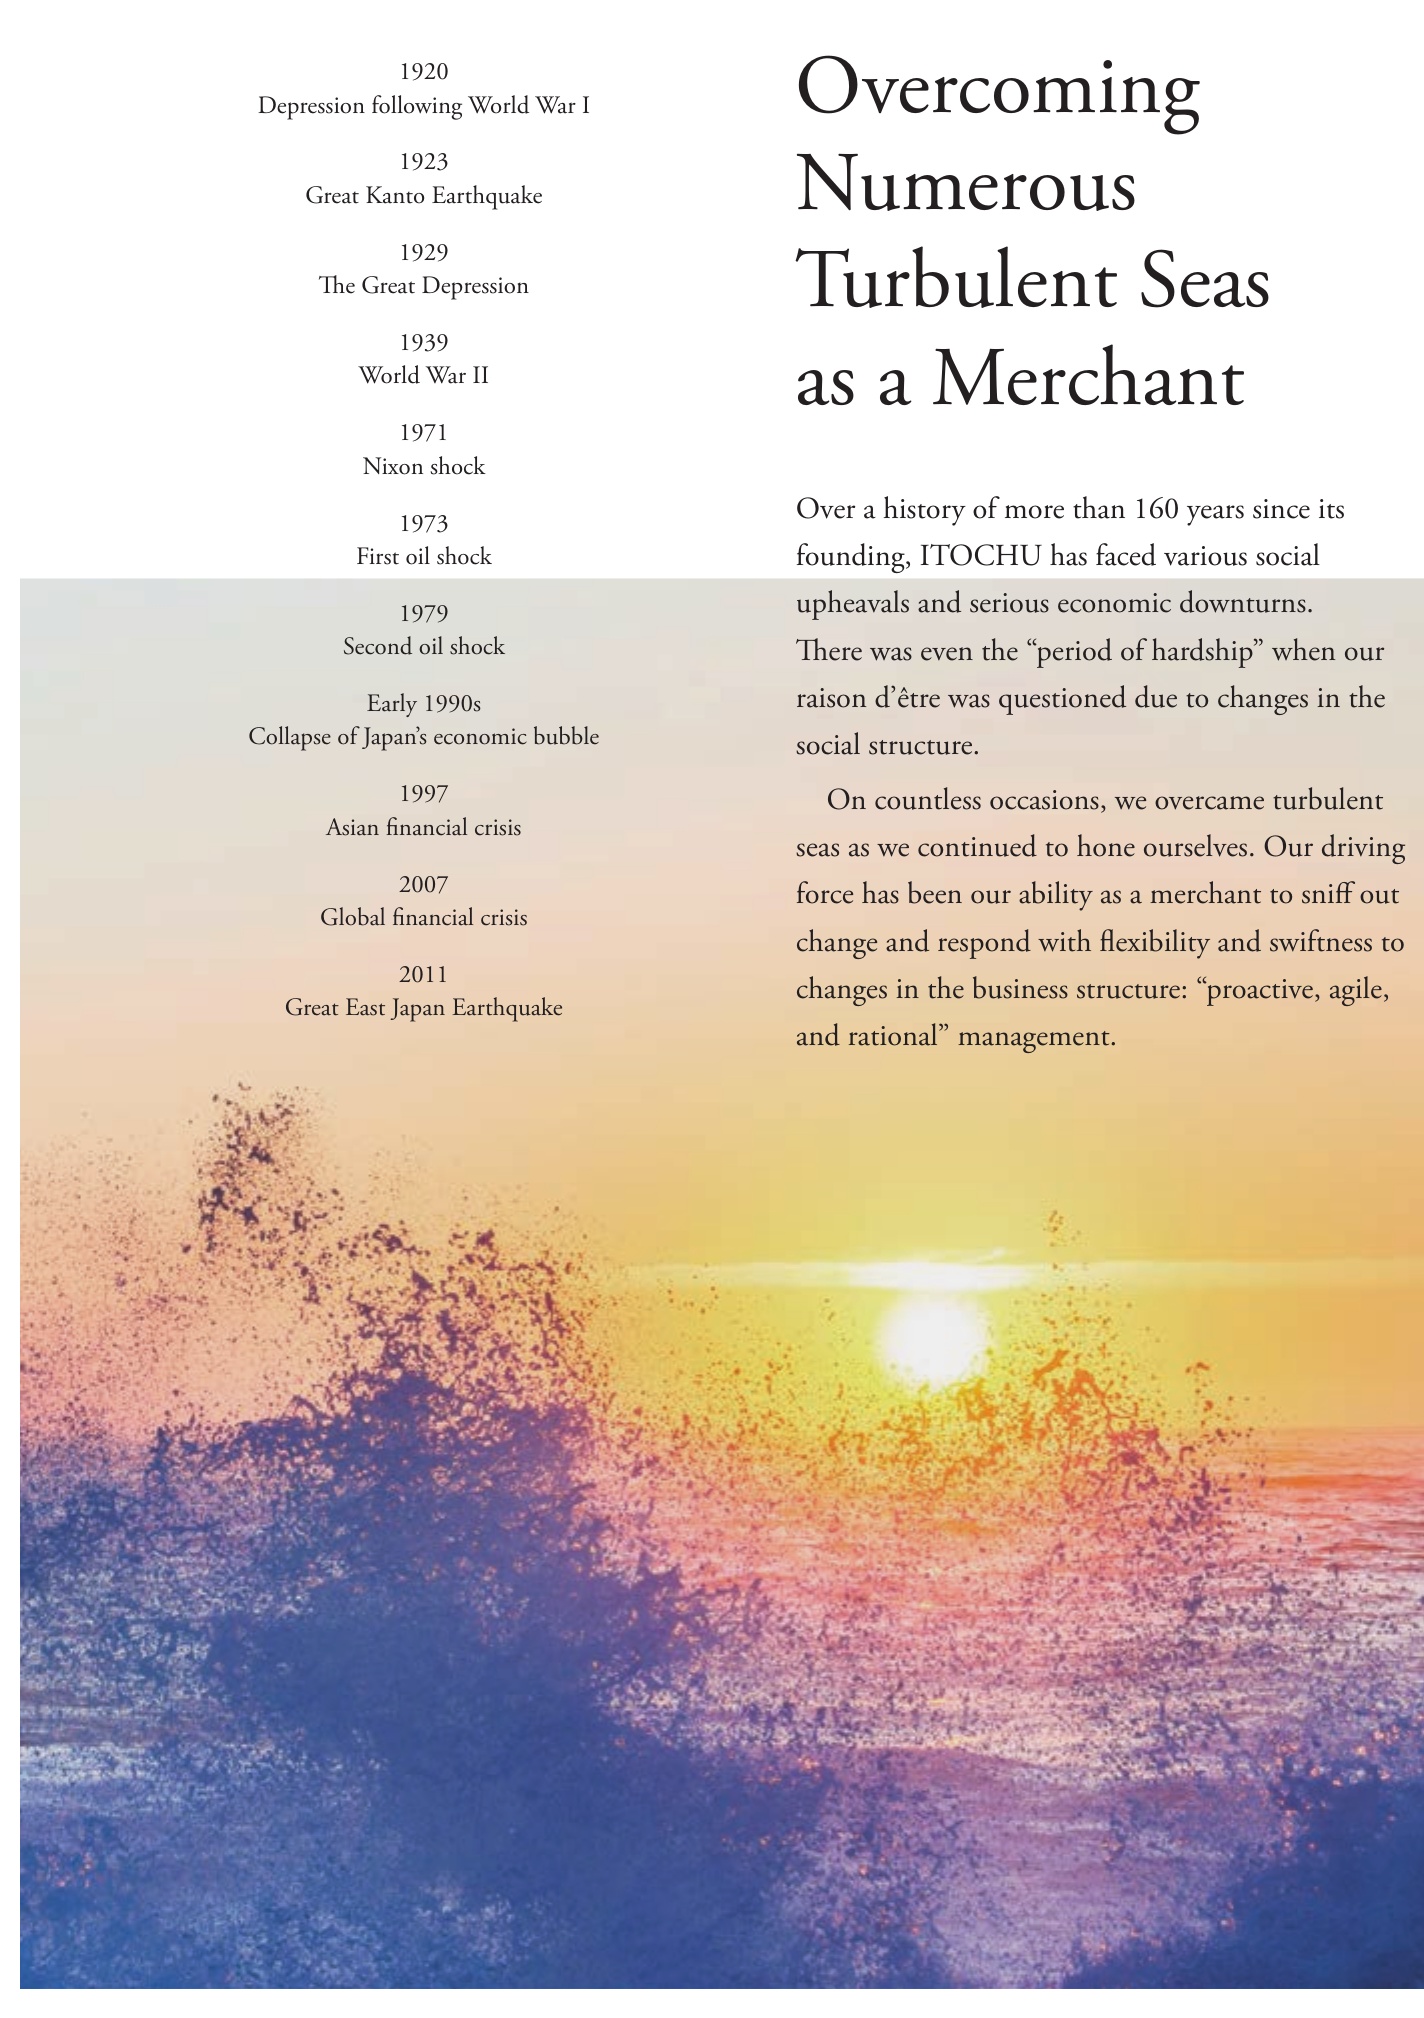 1920
Depression following World War I
1923
Great Kanto Earthquake
1929
The Great Depression
1939
World War II
1971
Nixon shock
1973
First oil shock
1979
Second oil shock
Early 1990s
Collapse of Japan’s economic bubble
1997
Asian financial crisis
2007
Global financial crisis
2011
Great East Japan Earthquake
Overcoming
Numerous
Turbulent Seas
as a Merchant
Over a history of more than 160 years since its
founding, ITOCHU has faced various social
upheavals and serious economic downturns.
There was even the “period of hardship” when our
raison d’être was questioned due to changes in the
social structure.
On countless occasions, we overcame turbulent
seas as we continued to hone ourselves. Our driving
force has been our ability as a merchant to sniff out
change and respond with flexibility and swiftness to
changes in the business structure: “proactive, agile,
and rational” management.